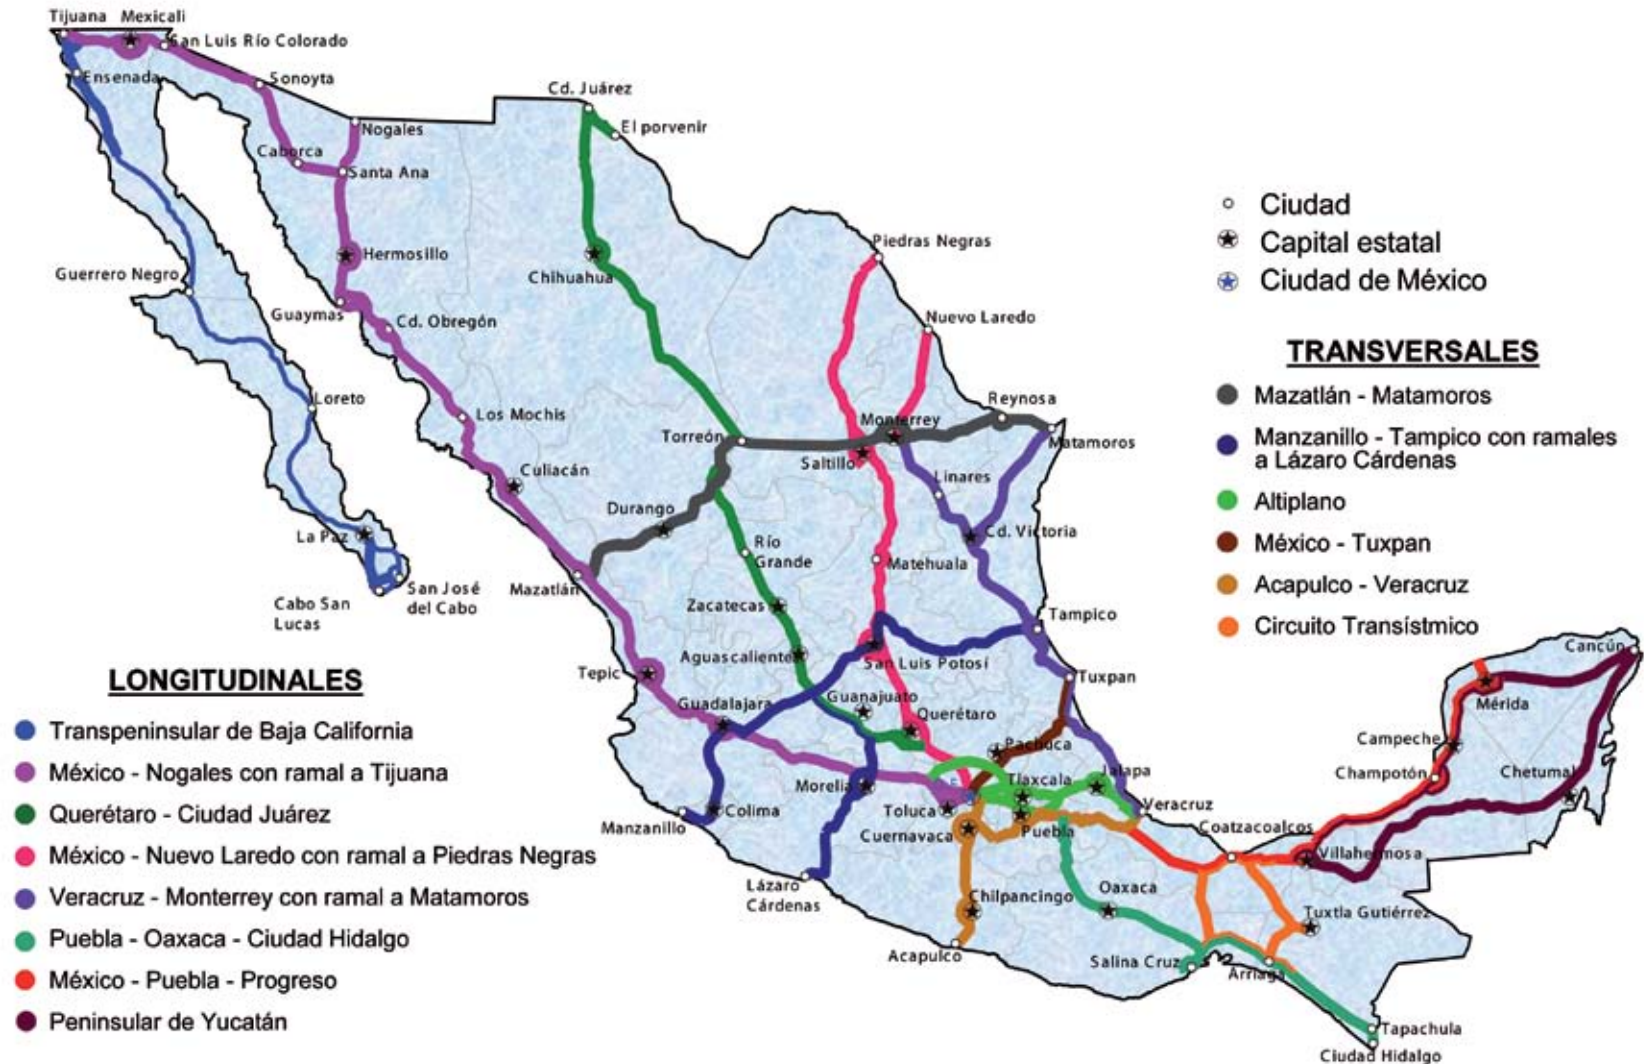 Tijuana
Mexicali
San Luis Río Colorado
Ensenada
Sonoyta
Nogales
Caborca
Santa Ana
Cd. Juárez
El porvenir
Hermosillo
Chihuahua
Piedras Negras
Guerrero Negro
Guaymas
Cd. Obregón
Nuevo Laredo
Loreto
Los Mochis
Torreón
Monterrey
Reynosa
Matamoros
Saltillo
Culiacán
Linares
Durango
La Paz
Río
Grande
Cd. Victoria
Matehuala
Mazatlán
San José
del Cabo
Cabo San
Lucas
Zacatecas
Tampico
Aguascalientes
San Luis Potosí
Tepic
Tuxpan
Guadalajara
Guanajuato
Querétaro
Pachuca
Morelia
Tlaxcala
Jalapa
Toluca
Veracruz
Manzanillo
Colima
Cuernavaca
Puebla
Coatzacoalcos
Lázaro
Cárdenas
Chilpancingo
Oaxaca
Villahermosa
Tuxtla Gutiérrez
Acapulco
Salina Cruz
Arriaga
Tapachula
Ciudad Hidalgo
Cancún
Mérida
Campeche
Champotón
Chetumal
Ciudad
Capital estatal
Ciudad de México
TRANSVERSALES
Mazatlán - Matamoros
Manzanillo - Tampico con ramales
a Lázaro Cárdenas
Altiplano
México - Tuxpan
Acapulco - Veracruz
Circuito Transístmico
LONGITUDINALES
Transpeninsular de Baja California
México - Nogales con ramal a Tijuana
Querétaro - Ciudad Juárez
México - Nuevo Laredo con ramal a Piedras Negras
Veracruz - Monterrey con ramal a Matamoros
Puebla - Oaxaca - Ciudad Hidalgo
México - Puebla - Progreso
Peninsular de Yucatán